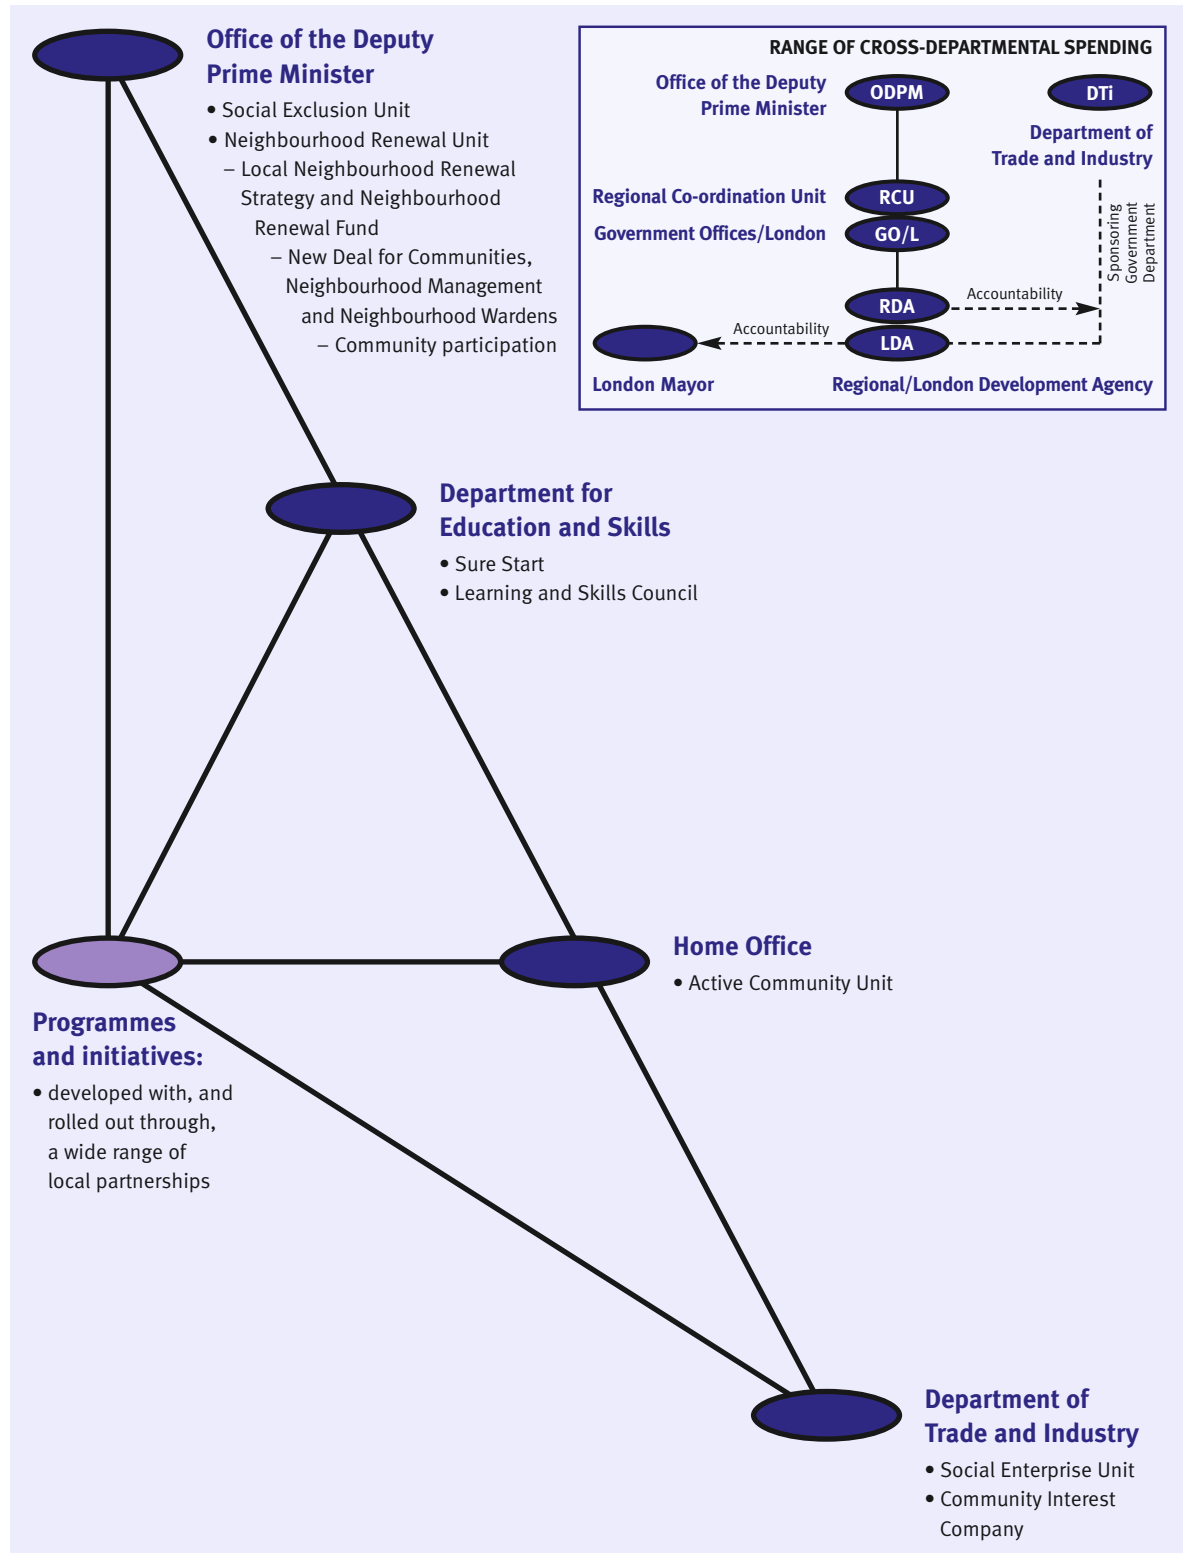 Office of the Deputy
Prime Minister
• Social Exclusion Unit
• Neighbourhood Renewal Unit
– Local Neighbourhood Renewal
Strategy and Neighbourhood
Renewal Fund
– New Deal for Communities,
Neighbourhood Management
and Neighbourhood Wardens
– Community participation
RANGE OF CROSS-DEPARTMENTAL SPENDING
Office of the Deputy
Prime Minister
ODPM
DTi
Department of
Trade and Industry
Regional Co-ordination Unit
RCU
Government Offices/London
GO/L
Sponsoring
Government
Department
RDA
Accountability
Accountability
LDA
London Mayor
Regional/London Development Agency
Department for
Education and Skills
• Sure Start
• Learning and Skills Council
Home Office
• Active Community Unit
Programmes
and initiatives:
• developed with, and
rolled out through,
a wide range of
local partnerships
Department of
Trade and Industry
• Social Enterprise Unit
• Community Interest
Company